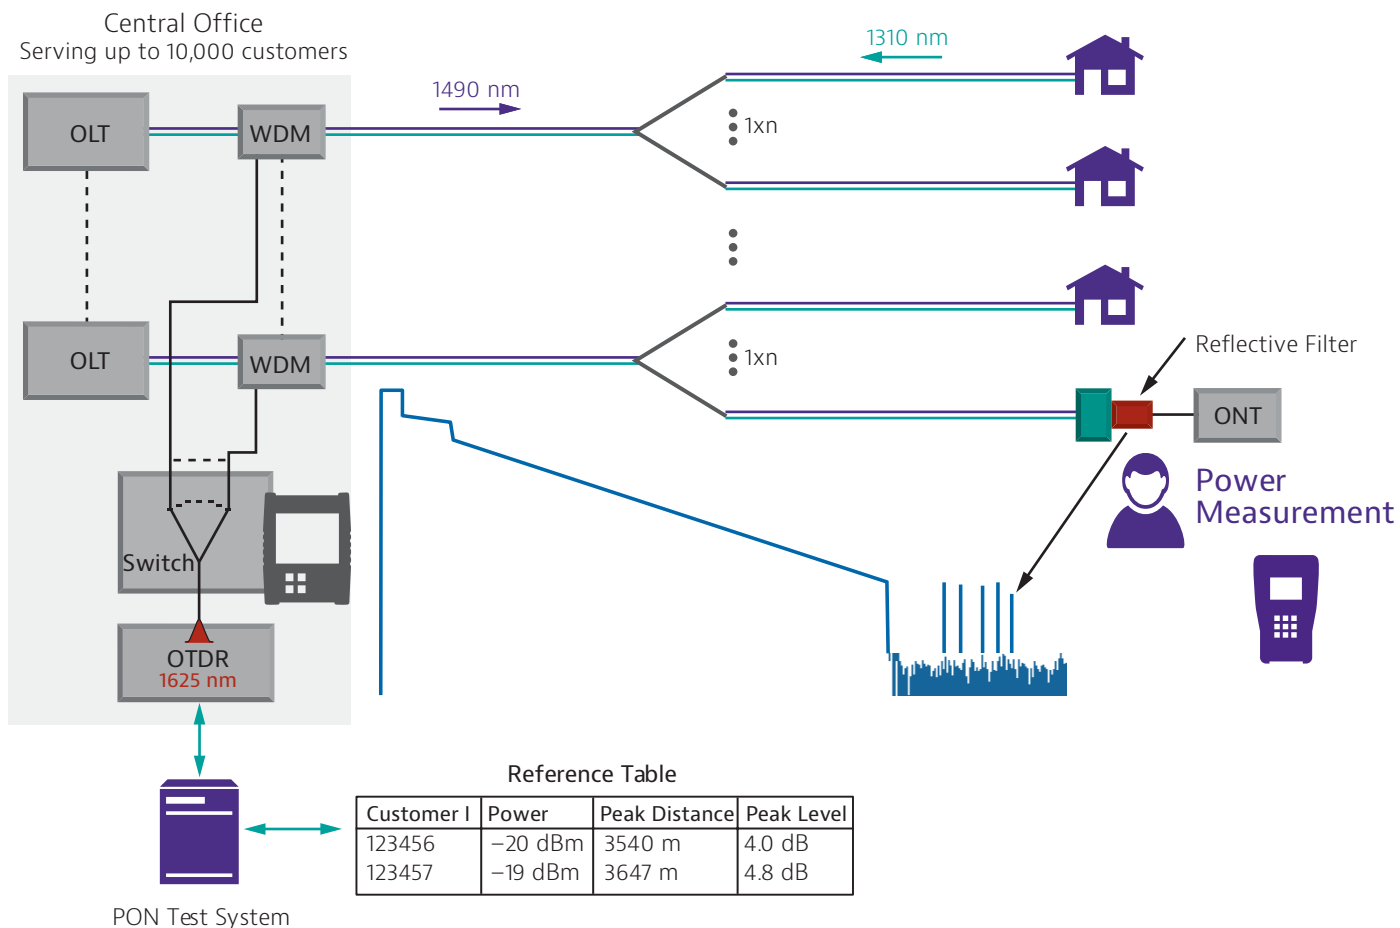 Central Office
Serving up to 10,000 customers
1310 nm
1490 nm
OLT
WDM
1xn
OLT
WDM
1xn
Reflective Filter
ONT
Power
Measurement
Switch
OTDR
1625 nm
Reference Table
Customer I Power Peak Distance Peak Level
123456 –20 dBm 3540 m 4.0 dB
123457 –19 dBm 3647 m 4.8 dB
PON Test System